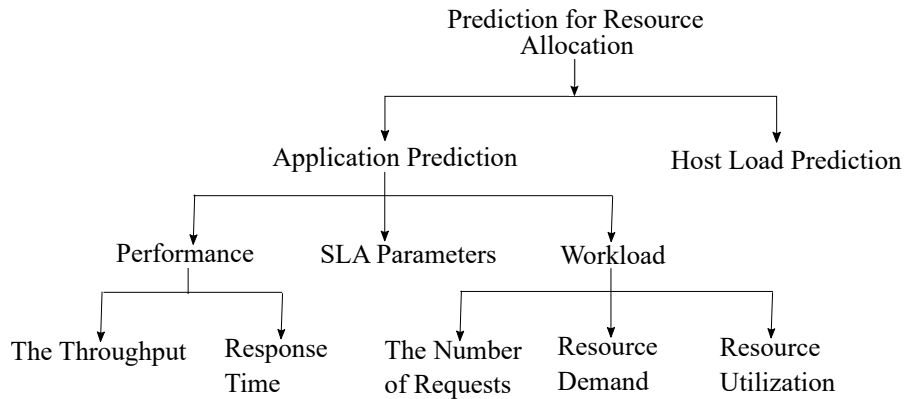 Prediction for Resource
Allocation
Application Prediction
Host Load Prediction
Performance
SLA Parameters
Workload
The Throughput
Response
Time
The Number
of Requests
Resource
Demand
Resource
Utilization